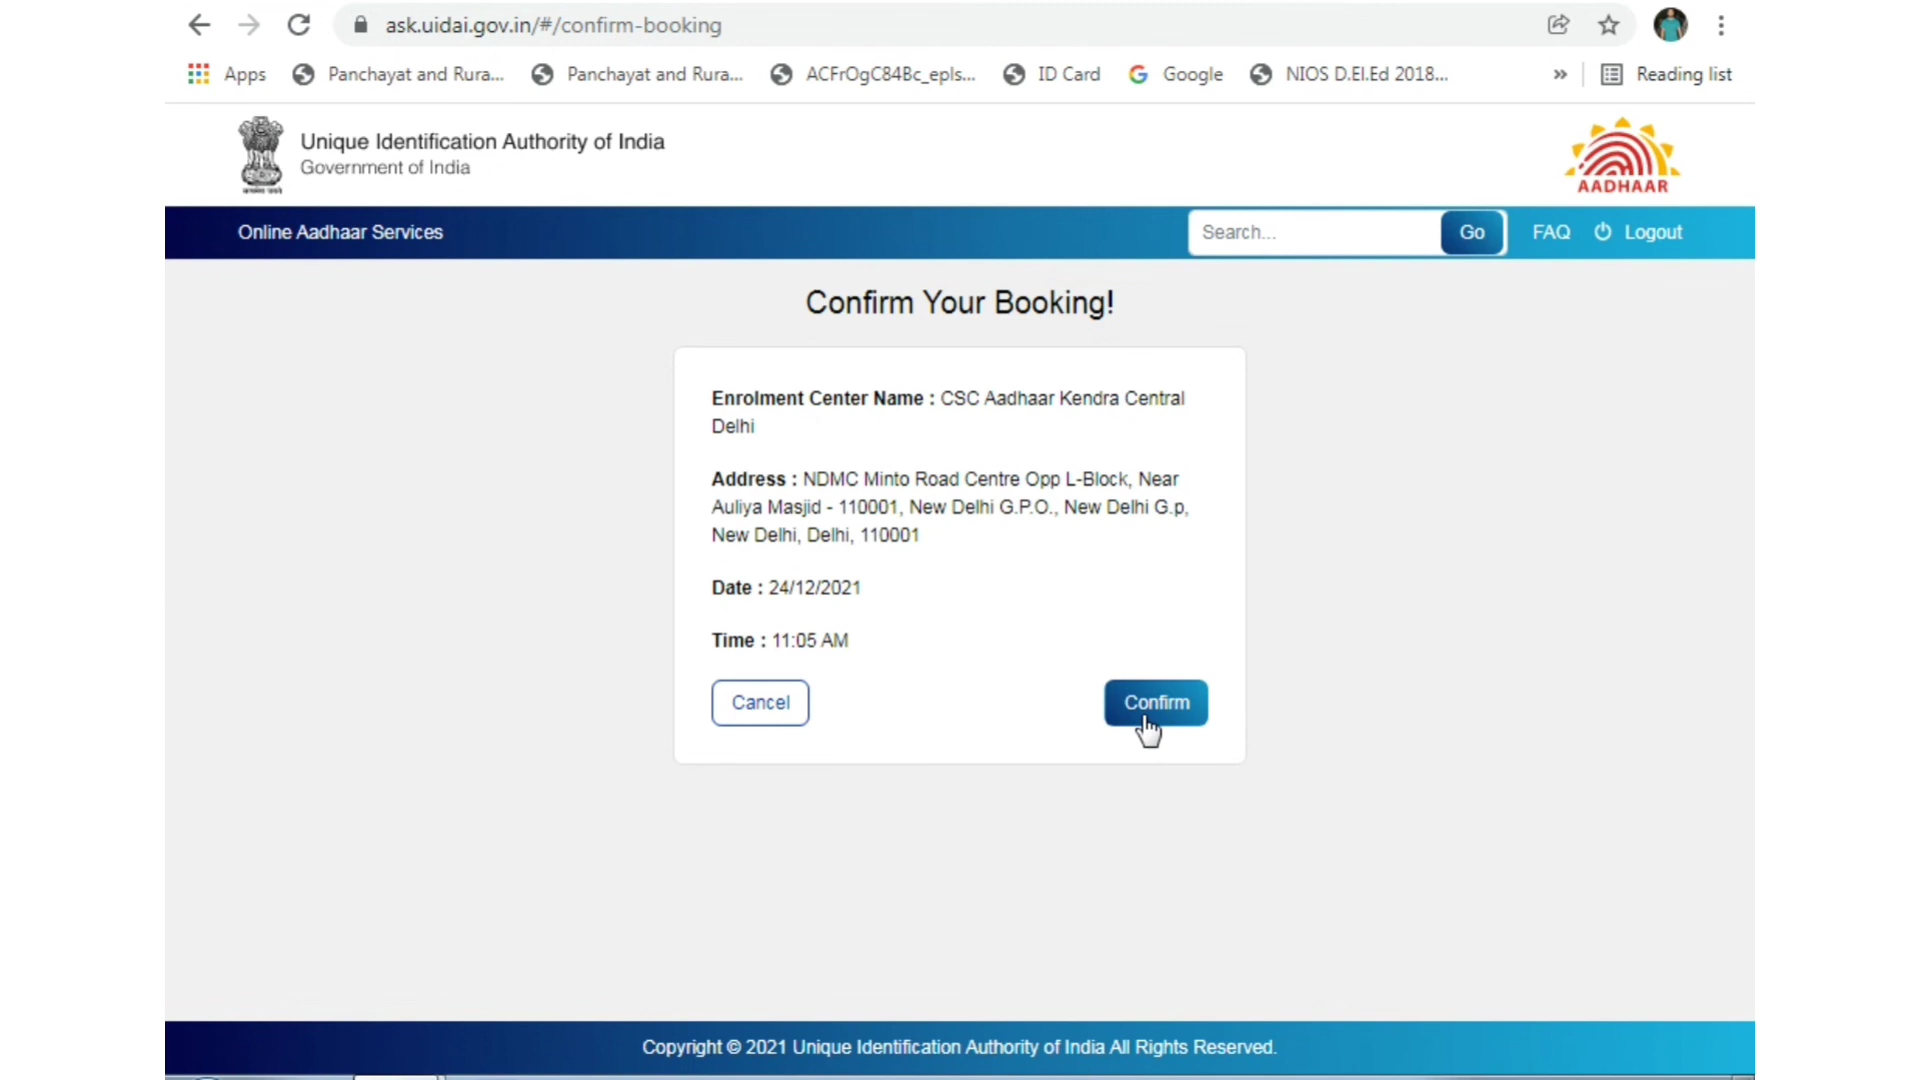 ask.uidai.gov.in/#/confirm-booking
Apps Panchayat and Rura... Panchayat and Rura... ACFrOgC84Bc_epls... ID Card Google NIOS D.El.Ed 2018... » Reading list
Unique Identification Authority of India
Government of India
AADHAAR
Online Aadhaar Services Search... Go FAQ Logout
Confirm Your Booking!
Enrolment Center Name : CSC Aadhaar Kendra Central
Delhi
Address : NDMC Minto Road Centre Opp L-Block, Near
Auliya Masjid - 110001, New Delhi G.P.O., New Delhi G.p,
New Delhi, Delhi, 110001
Date : 24/12/2021
Time : 11:05 AM
Cancel Confirm
Copyright © 2021 Unique Identification Authority of India All Rights Reserved.